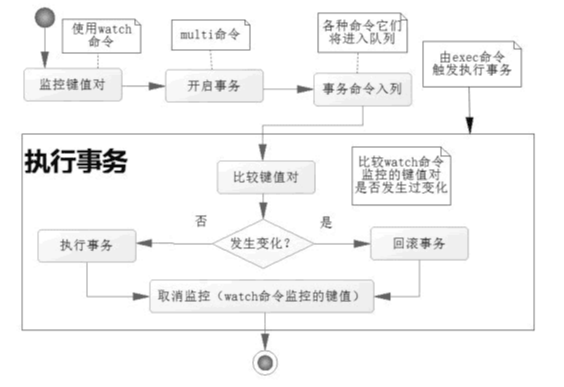 使用watch
命令
multi命令
各种命令它们
将进入队列
由exec命令
触发执行事务
监控键值对
开启事务
事务命令入列
执行事务
比较键值对
比较watch命令
监控的键值对
是否发生过变化
否
发生变化?
是
执行事务
回滚事务
取消监控（watch命令监控的键值）